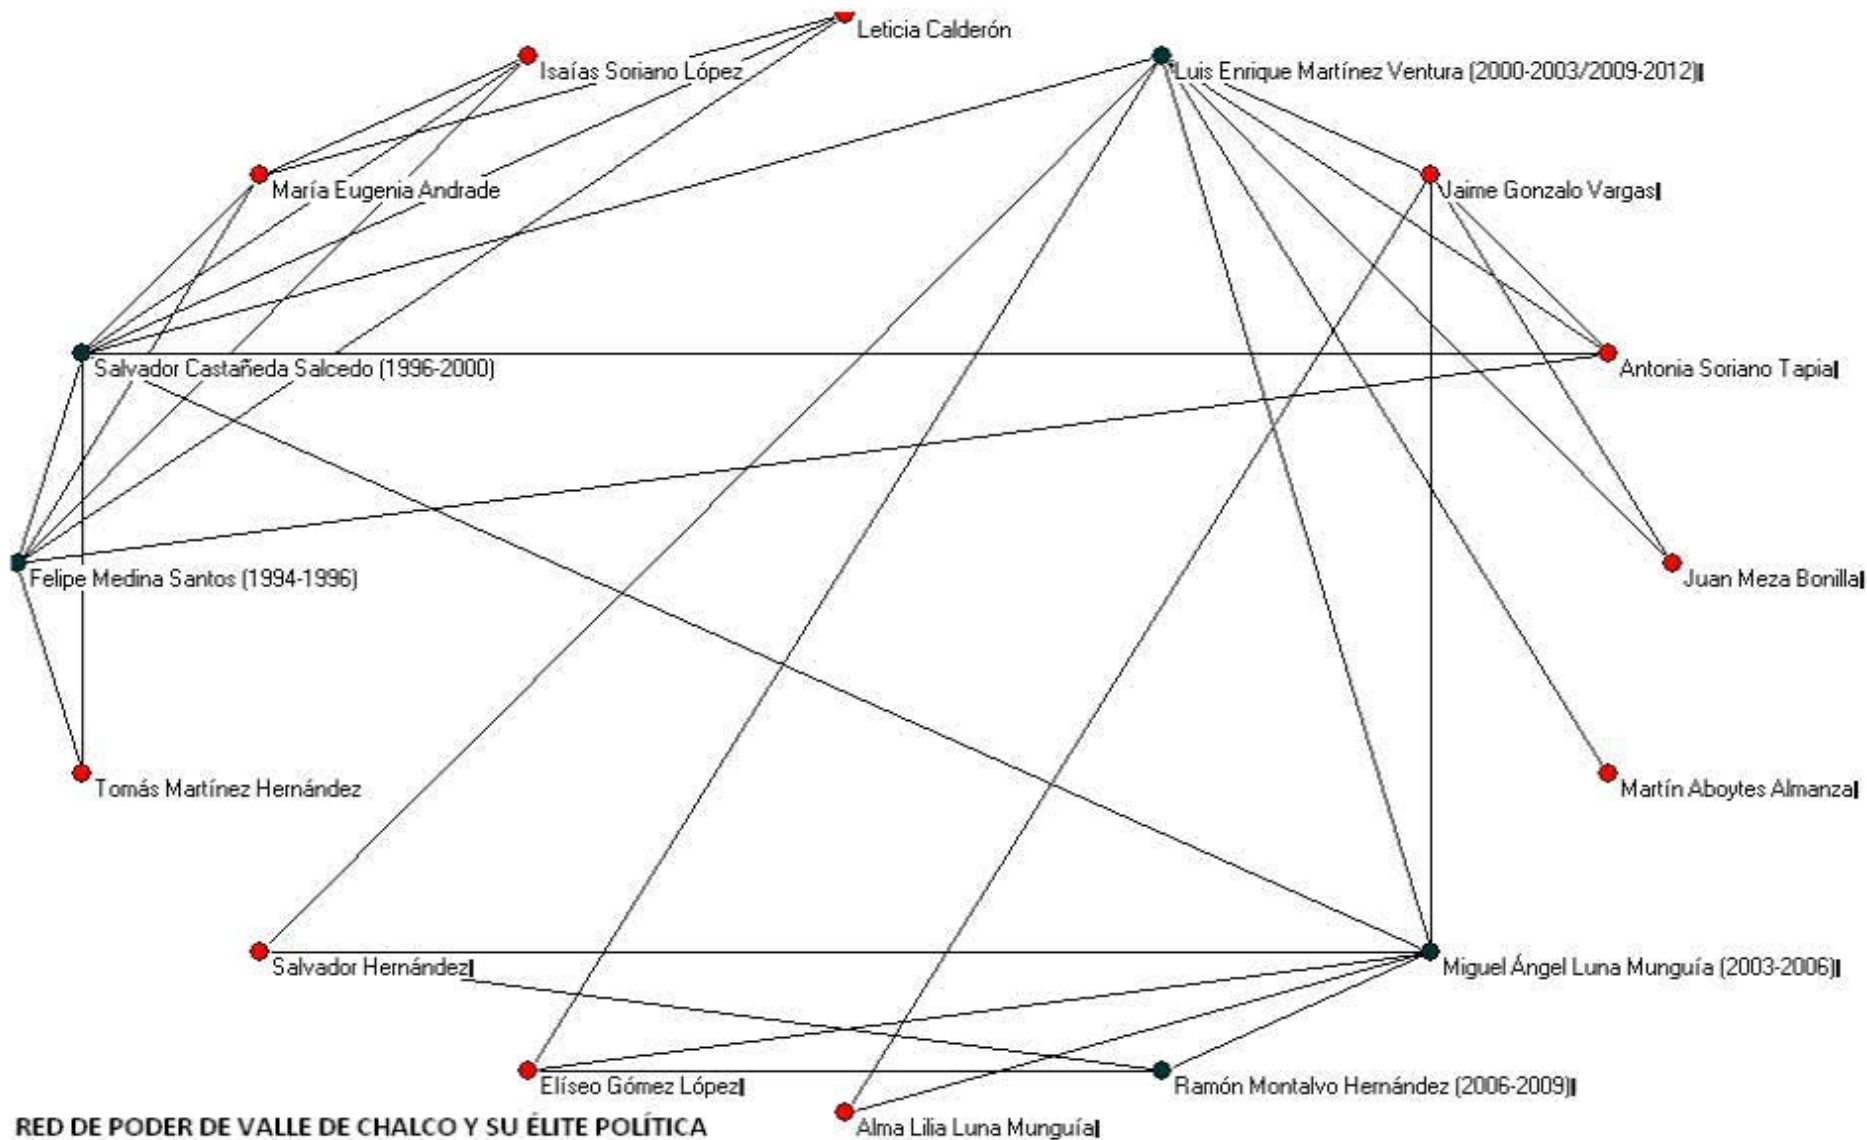 Leticia Calderón
Isaías Soriano López
Luis Enrique Martínez Ventura (2000-2003/2009-2012)
María Eugenia Andrade
Jaime Gonzalo Vargas
Salvador Castañeda Salcedo (1996-2000)
Antonia Soriano Tapia
Felipe Medina Santos (1994-1996)
Juan Meza Bonilla
Tomás Martínez Hernández
Martín Aboytes Almanza
Salvador Hernández
Miguel Ángel Luna Munguía (2003-2006)
Elíseo Gómez López
Ramón Montalvo Hernández (2006-2009)
Alma Lilia Luna Munguía
RED DE PODER DE VALLE DE CHALCO Y SU ÉLITE POLÍTICA